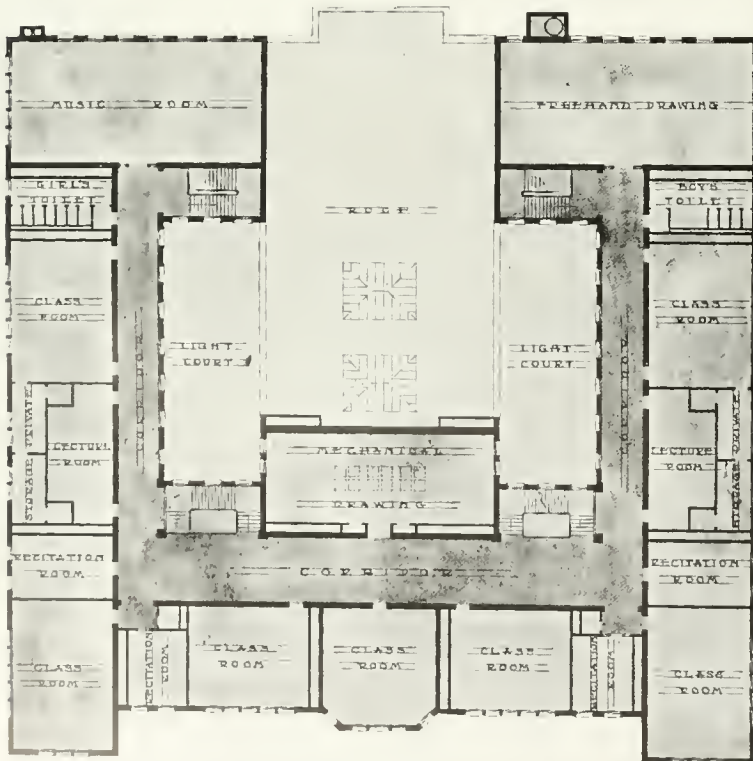 MUSIC ROOM
FREEHAND DRAWING
GIRLS
TOILET
BOYS
TOILET
ROOF
CLASS
ROOM
CLASS
ROOM
CORRIDOR
LIGHT
COURT
LIGHT
COURT
CORRIDOR
STORAGE PRIVATE
LECTURE
ROOM
MECHANICAL
DRAWING
LECTURE
ROOM
STORAGE PRIVATE
RECITATION
ROOM
CORRIDOR
RECITATION
ROOM
CLASS
ROOM
RECITATION
ROOM
CLASS
ROOM
CLASS
ROOM
CLASS
ROOM
RECITATION
ROOM
CLASS
ROOM